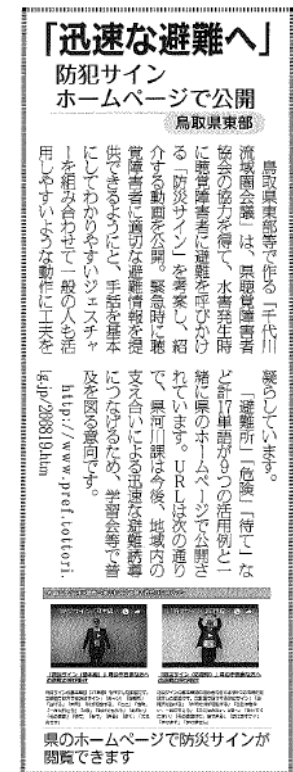 「迅速な避難へ」
防犯サイン
ホームページで公開
鳥取県東部
鳥取県東部等で作る「千代川
流域圏会議」は、県聴覚障害者
協会の協力を得て、水害発生時
に聴覚障害者に避難を呼びかけ
る「防災サイン」を考案し、紹
介する動画を公開。緊急時に聴
覚障害者に適切な避難情報を提
供できるようにと、手話を基本
にしてわかりやすいジェスチャ
ーを組み合わせて一般の人も活
用しやすいような動作に工夫を
凝らしています。
「避難所」「危険」「待て」な
ど計17単語が9つの活用例と一
緒に県のホームページで公開さ
れています。URLは次の通り
で、県河川課は今後、地域内の
支え合いによる迅速な避難誘導
につなげるため、学習会等で普
及を図る意向です。
http://www.pref.tottori.
lg.jp/268819.htm
県のホームページで防災サインが
閲覧できます